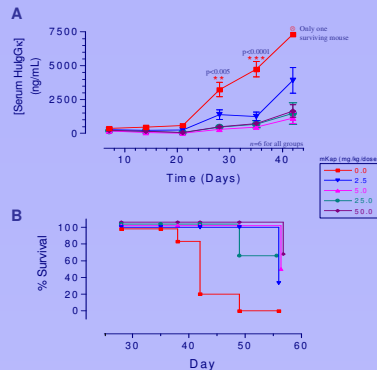 A
[Serum HuIgGκ]
(ng/mL)
7500
5000
2500
0
p<0.005
**
p<0.0001
***
Only one
surviving mouse
n=6 for all groups
10
20
30
40
Time (Days)
mKap (mg/kg/dose)
0.0
2.5
5.0
25.0
50.0
B
% Survival
100
80
60
40
20
0
30
40
50
60
Day